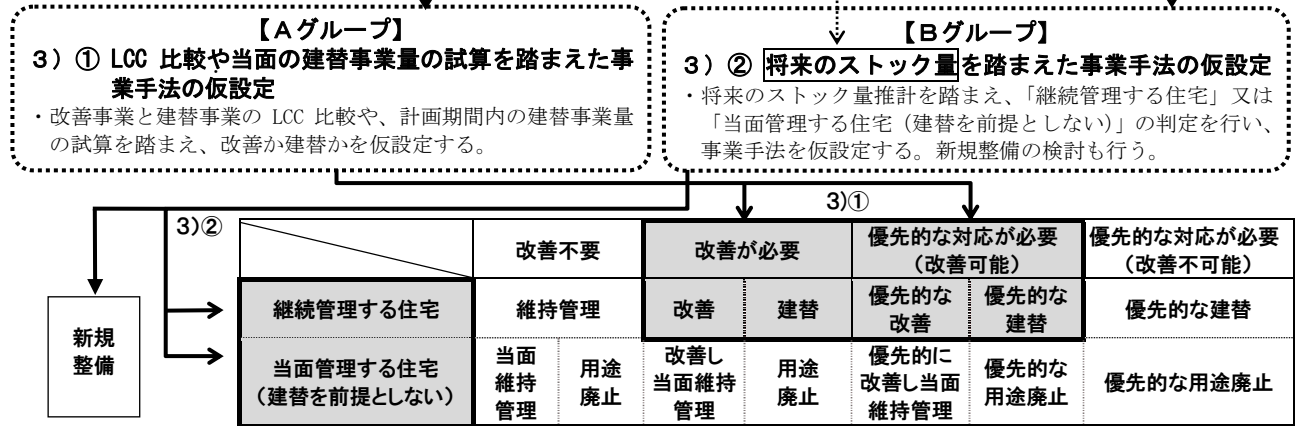 【Aグループ】
3)① LCC 比較や当面の建替事業量の試算を踏まえた事
業手法の仮設定
・改善事業と建替事業の LCC 比較や、計画期間内の建替事業量
の試算を踏まえ、改善か建替かを仮設定する。
【Bグループ】
3)② 将来のストック量を踏まえた事業手法の仮設定
・将来のストック量推計を踏まえ、「継続管理する住宅」又は
「当面管理する住宅(建替を前提としない)」の判定を行い、
事業手法を仮設定する。新規整備の検討も行う。
3)①
3)②
改善不要
改善が必要
優先的な対応が必要
(改善可能)
優先的な対応が必要
(改善不可能)
新規
整備
継続管理する住宅
維持管理
改善
建替
優先的な
改善
優先的な
建替
優先的な建替
当面管理する住宅
(建替を前提としない)
当面
維持
管理
用途
廃止
改善し
当面維持
管理
用途
廃止
優先的に
改善し当面
維持管理
優先的な
用途廃止
優先的な用途廃止